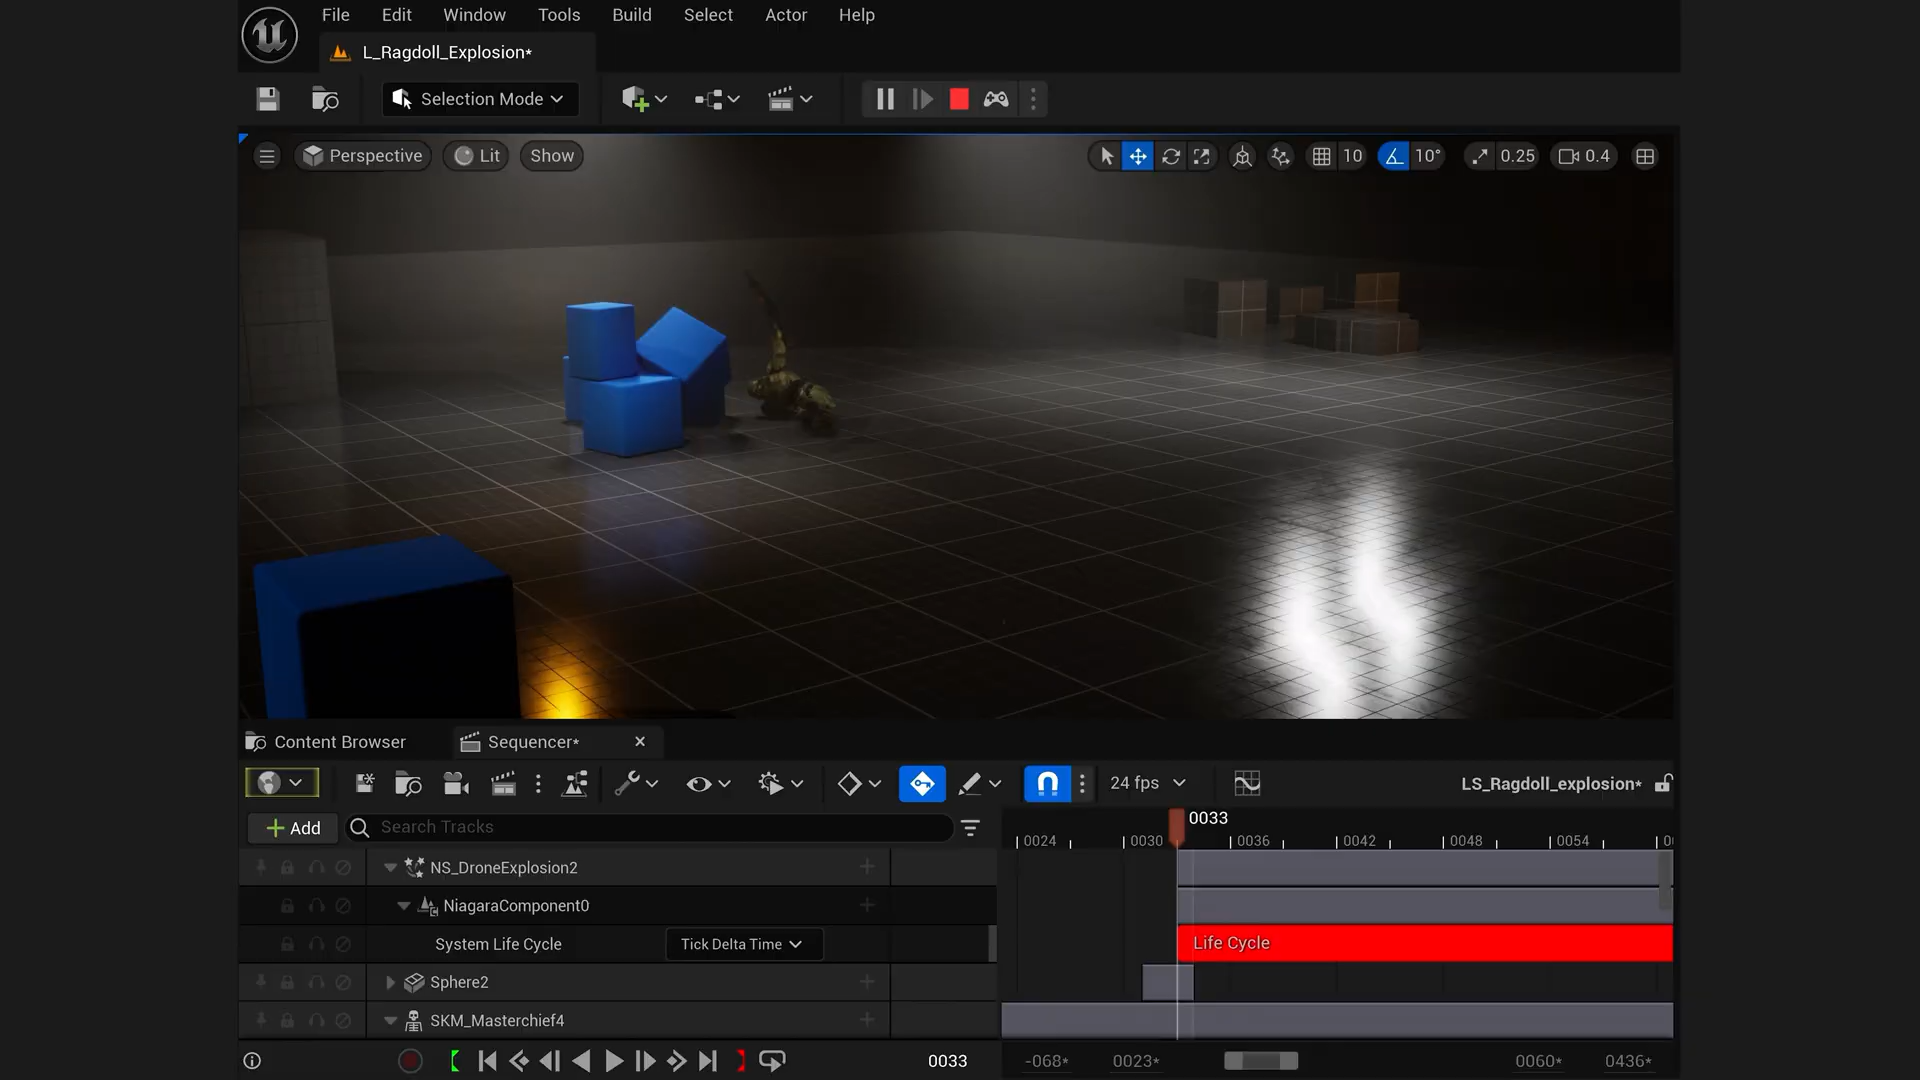 File Edit Window Tools Build Select Actor Help
L_Ragdoll_Explosion*
Selection Mode
Perspective Lit Show 10 10° 0.25 0.4
Content Browser Sequencer*
24 fps LS_Ragdoll_explosion*
+ Add Search Tracks 0033
0024 0030 0036 0042 0048 0054
NS_DroneExplosion2
NiagaraComponent0
System Life Cycle Tick Delta Time Life Cycle
Sphere2
SKM_Masterchief4
0033 -068* 0023* 0060* 0436*